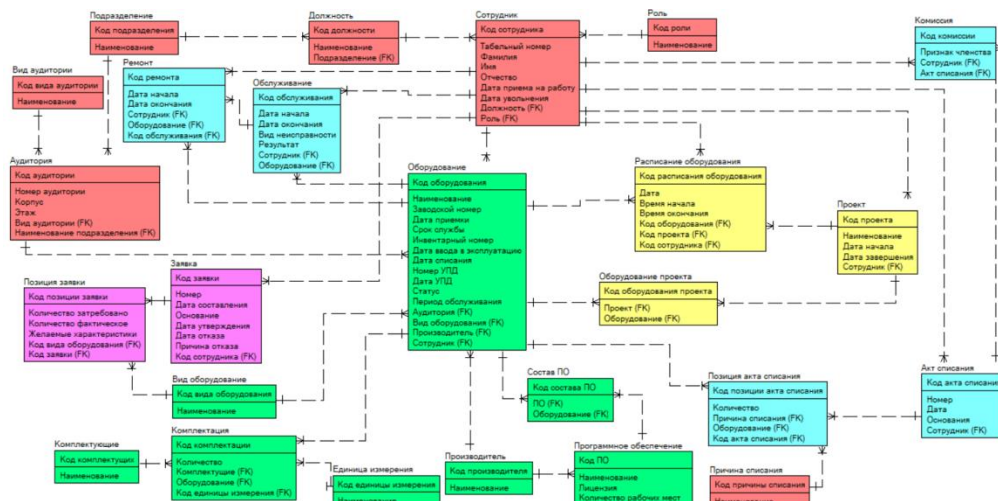 Подразделение
Код подразделения
Наименование
Должность
Код должности
Наименование
Подразделение (FK)
Сотрудник
Код сотрудника
Табельный номер
Фамилия
Имя
Отчество
Дата приема на работу
Дата увольнения
Должность (FK)
Роль (FK)
Роль
Код роли
Наименование
Комиссия
Код комиссии
Признак членства
Сотрудник (FK)
Акт списания (FK)
Вид аудитории
Код вида аудитории
Наименование
Ремонт
Код ремонта
Дата начала
Дата окончания
Сотрудник (FK)
Оборудование (FK)
Код обслуживания (FK)
Обслуживание
Код обслуживания
Дата начала
Дата окончания
Вид неисправности
Результат
Сотрудник (FK)
Оборудование (FK)
Аудитория
Код аудитории
Номер аудитории
Корпус
Этаж
Вид аудитории (FK)
Наименование подразделения (FK)
Оборудование
Код оборудования
Наименование
Заводской номер
Дата приемки
Срок службы
Инвентарный номер
Дата ввода в эксплуатацию
Дата списания
Номер УПД
Дата УПД
Статус
Период обслуживания
Аудитория (FK)
Вид оборудования (FK)
Производитель (FK)
Сотрудник (FK)
Расписание оборудования
Код расписания оборудования
Дата
Время начала
Время окончания
Код оборудования (FK)
Код проекта (FK)
Код сотрудника (FK)
Проект
Код проекта
Наименование
Дата начала
Дата завершения
Сотрудник (FK)
Позиция заявки
Код позиции заявки
Количество затребовано
Количество фактическое
Желаемые характеристики
Код вида оборудования (FK)
Код заявки (FK)
Заявка
Код заявки
Номер
Дата составления
Основание
Дата утверждения
Дата отказа
Причина отказа
Код сотрудника (FK)
Оборудование проекта
Код оборудования проекта
Проект (FK)
Оборудование (FK)
Вид оборудование
Код вида оборудования
Наименование
Состав ПО
Код состава ПО
ПО (FK)
Оборудование (FK)
Позиция акта списания
Код позиции акта списания
Количество
Причина списания (FK)
Оборудование (FK)
Код акта списания (FK)
Акт списания
Код акта списания
Номер
Дата
Основания
Сотрудник (FK)
Комплектующие
Код комплектущих
Наименование
Комплектация
Код комплектации
Количество
Комплектущие (FK)
Оборудование (FK)
Код единицы измерения (FK)
Единица измерения
Код единицы измерения
Производитель
Код производителя
Наименование
Программное обеспечение
Код ПО
Наименование
Лицензия
Количество рабочих мест
Причина списания
Код причины списания